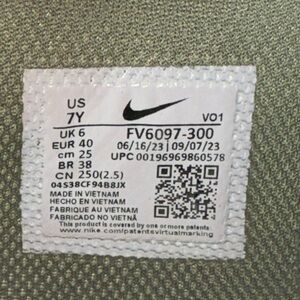 US
7Y
VO1
UK 6
EUR 40
cm 25
BR 38
CN 250(2.5)
FV6097-300
06/16/23 | 09/07/23
UPC 00196969860578
04S38CF94B8JX
MADE IN VIETNAM
HECHO EN VIETNAM
FABRIQUE AU VIETNAM
FABRICADO NO VIETNÃ
This product is covered by one or more patents
www.nike.com/patentsvirtualmarking